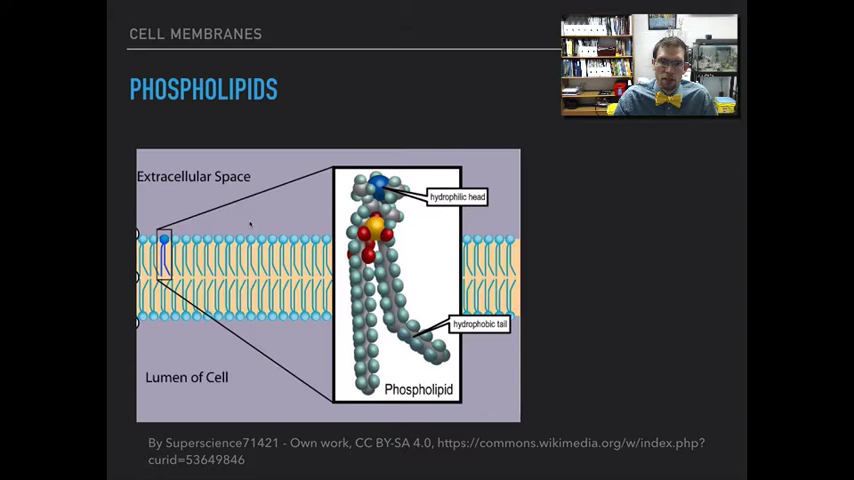 CELL MEMBRANES
PHOSPHOLIPIDS
Extracellular Space
hydrophilic head
hydrophobic tail
Lumen of Cell
Phospholipid
By Superscience71421 - Own work, CC BY-SA 4.0, https://commons.wikimedia.org/w/index.php?
curid=53649846